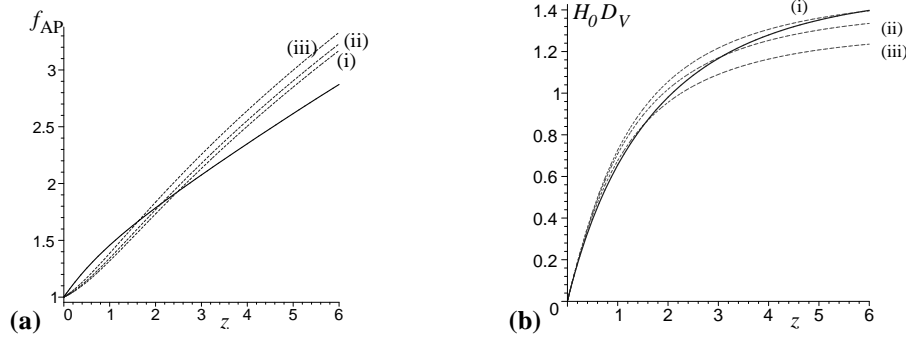 f_AP
(iii)
(ii)
(i)
3
2.5
2
1.5
1
0 1 2 3 4 5 6
z
(a)
H_0 D_V
(i)
(ii)
(iii)
1.4
1.2
1
0.8
0.6
0.4
0.2
0
1 2 3 4 5 6
z
(b)